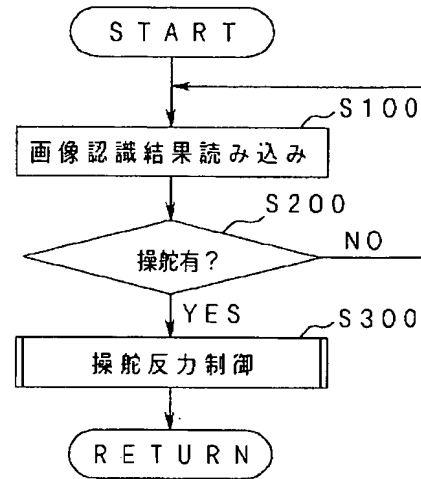 START
S100
画像認識結果読み込み
S200
操舵有？
NO
YES
S300
操舵反力制御
RETURN